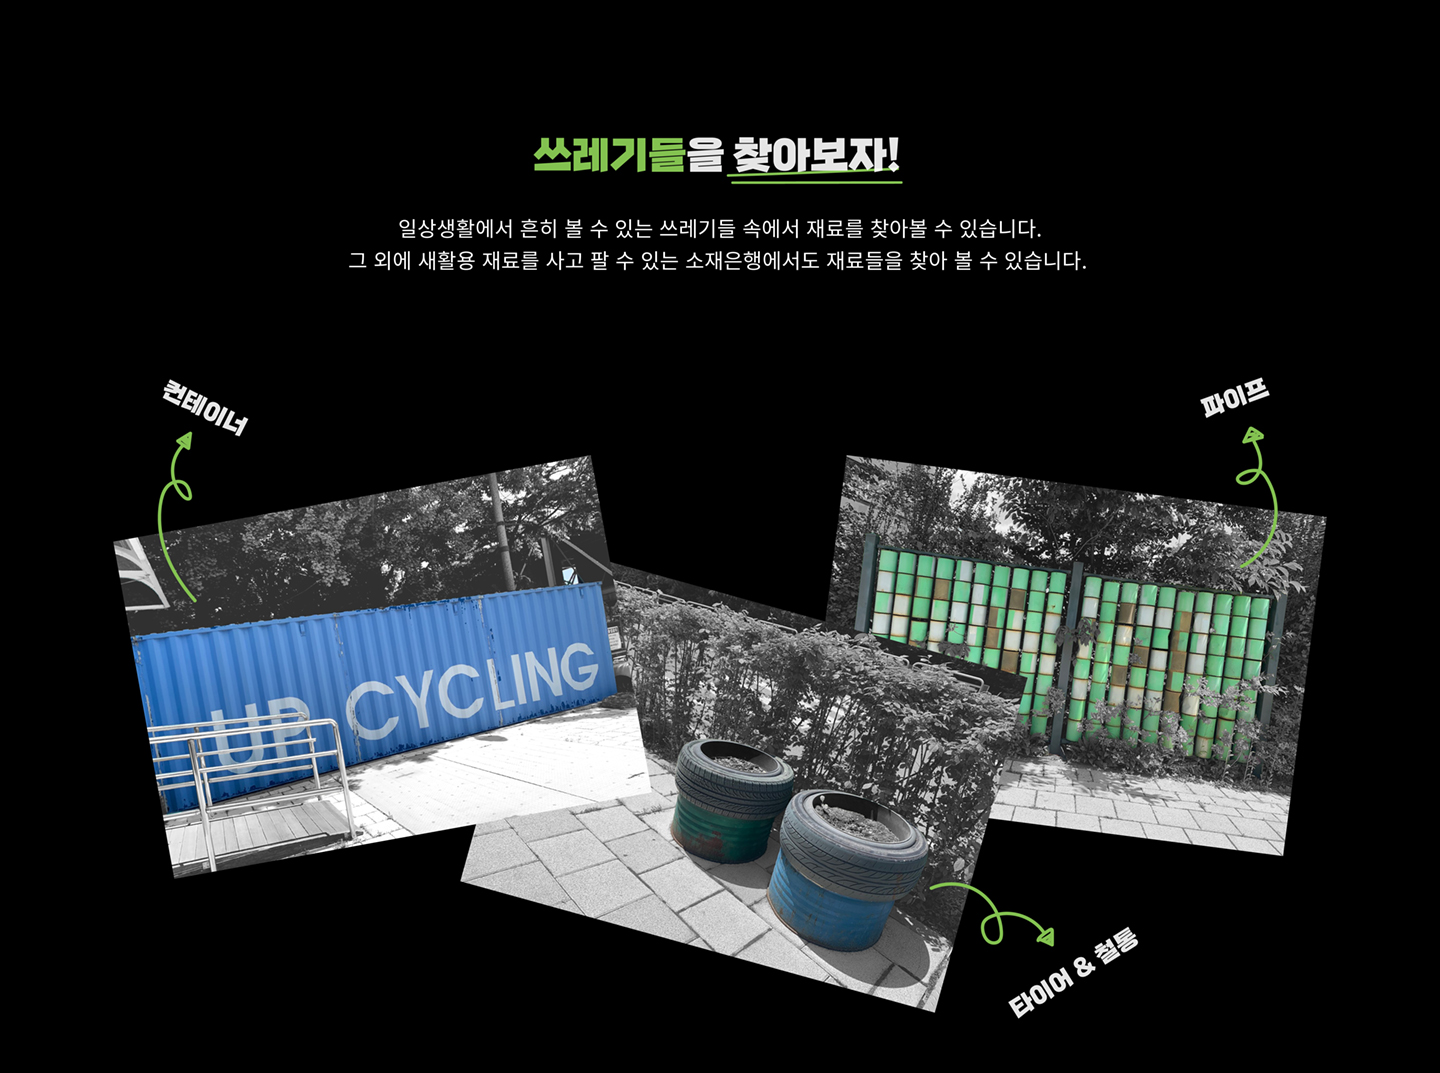 쓰레기들을 찾아보자!
일상생활에서 흔히 볼 수 있는 쓰레기들 속에서 재료를 찾아볼 수 있습니다.
그 외에 새활용 재료를 사고 팔 수 있는 소재은행에서도 재료들을 찾아 볼 수 있습니다.
컨테이너
파이프
UP CYCLING
타이어 & 철통